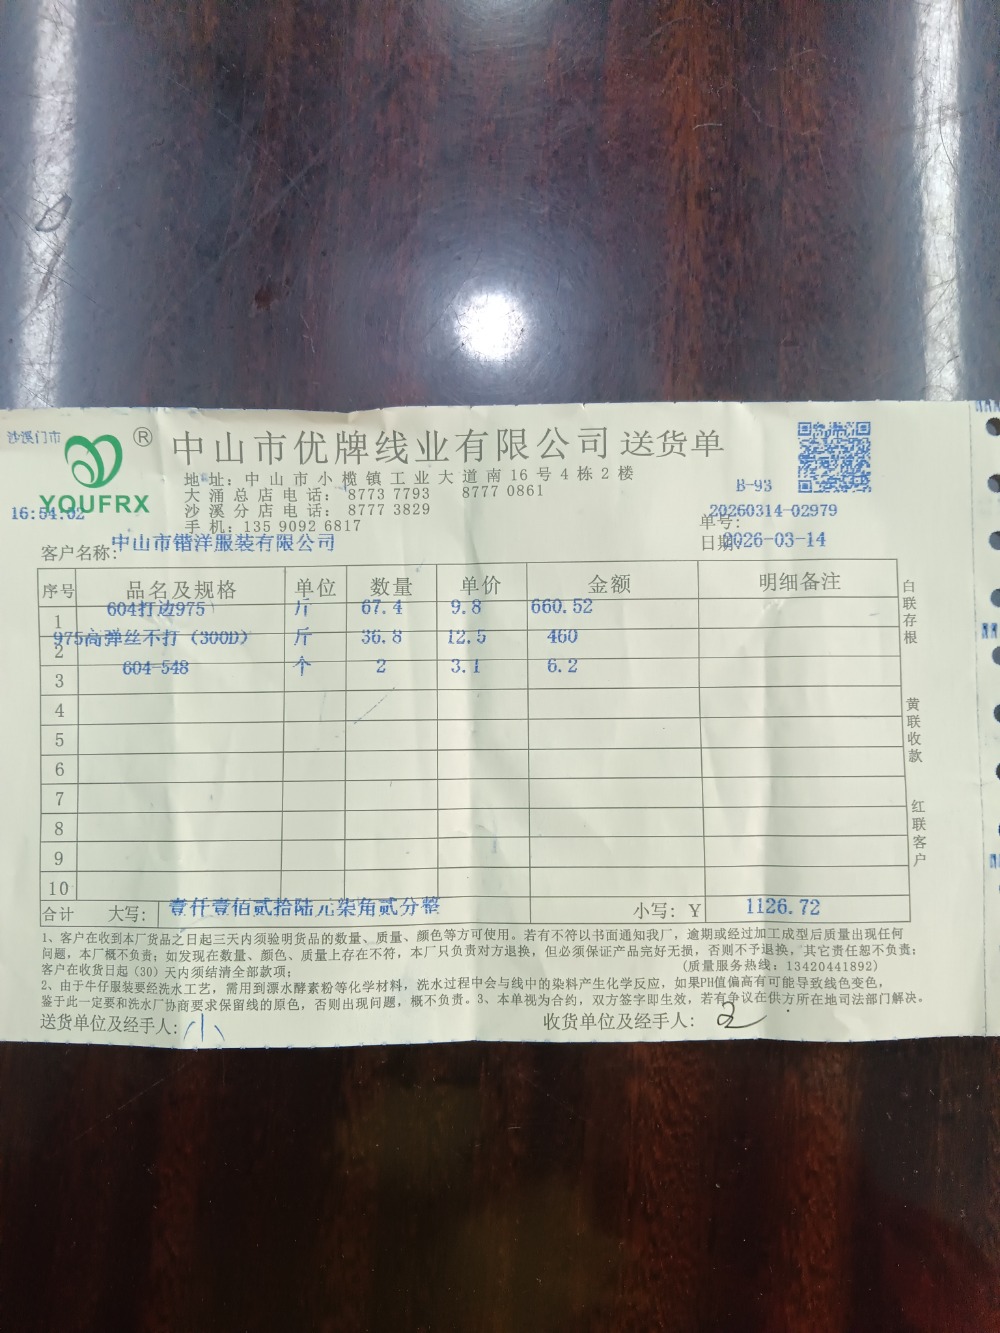 沙溪门市
YOUFRX ®
16:54:02
中山市优牌线业有限公司 送货单
地址：中山市小榄镇工业大道南16号4栋2楼
大涌总店电话： 8773 7793 8777 0861
沙溪分店电话： 8777 3829
手机：135 9092 6817
B-93
单号： 20260314-02979
日期： 2026-03-14
客户名称： 中山市锴洋服装有限公司
序号 品名及规格 单位 数量 单价 金额 明细备注
1 604打边975 斤 67.4 9.8 660.52
2 975高弹丝不打（300D） 斤 36.8 12.5 460
3 604-548 个 2 3.1 6.2
4
5
6
7
8
9
10
合计 大写： 壹仟壹佰贰拾陆元柒角贰分整 小写：Y 1126.72
白联存根
黄联收款
红联客户
1、客户在收到本厂货品之日起三天内须验明货品的数量、质量、颜色等方可使用。若有不符以书面通知我厂，逾期或经过加工成型后质量出现任何
问题，本厂概不负责；如发现在数量、颜色、质量上存在不符，本厂只负责对方退换，但必须保证产品完好无损，否则不予退换，其它责任恕不负责；
客户在收货日起（30）天内须结清全部款项； （质量服务热线：13420441892）
2、由于牛仔服装要经洗水工艺，需用到漂水酵素粉等化学材料，洗水过程中会与线中的染料产生化学反应，如果PH值偏高有可能导致线色变色，
鉴于此一定要和洗水厂协商要求保留线的原色，否则出现问题，概不负责。3、本单视为合约，双方签字即生效，若有争议在供方所在地司法部门解决。
送货单位及经手人： 小
收货单位及经手人：